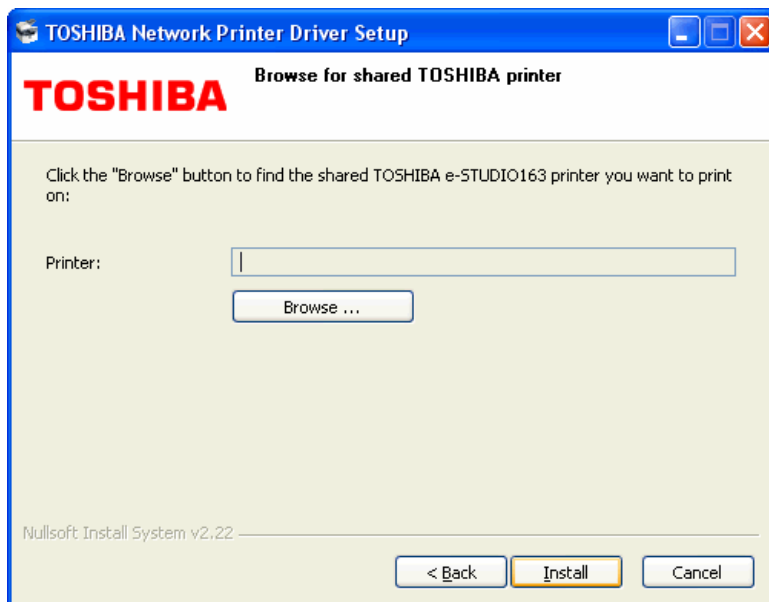 TOSHIBA Network Printer Driver Setup
TOSHIBA
Browse for shared TOSHIBA printer
Click the "Browse" button to find the shared TOSHIBA e-STUDIO163 printer you want to print
on:
Printer:
Browse ...
Nullsoft Install System v2.22
< Back
Install
Cancel